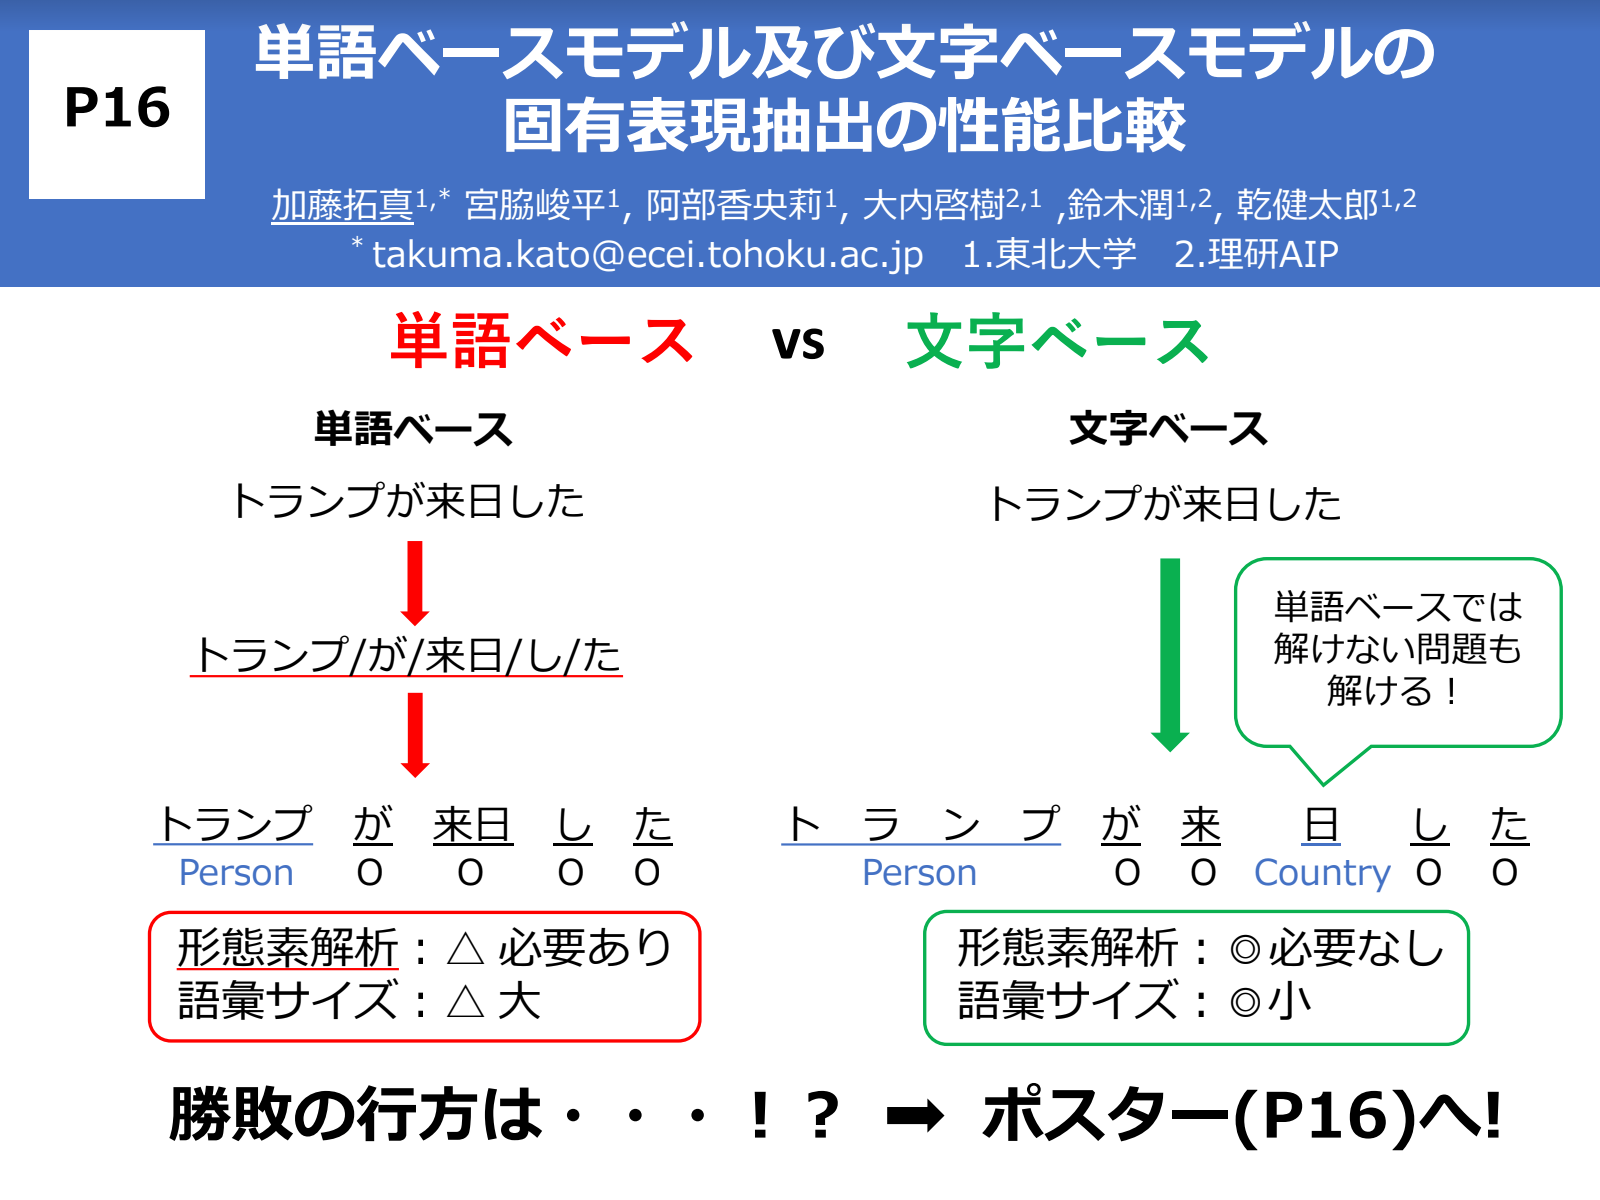 P16
単語ベースモデル及び文字ベースモデルの
固有表現抽出の性能比較
加藤拓真1,* 宮脇峻平1, 阿部香央莉1, 大内啓樹2,1 ,鈴木潤1,2, 乾健太郎1,2
* takuma.kato@ecei.tohoku.ac.jp 1.東北大学 2.理研AIP
単語ベース vs 文字ベース
単語ベース
トランプが来日した
トランプ/が/来日/し/た
トランプ が 来日 し た
Person O O O O
形態素解析：△ 必要あり
語彙サイズ：△ 大
文字ベース
トランプが来日した
単語ベースでは
解けない問題も
解ける！
ト ラ ン プ が 来 日 し た
Person O O Country O O
形態素解析：◎必要なし
語彙サイズ：◎小
勝敗の行方は・・・！？ ➡ ポスター(P16)へ!